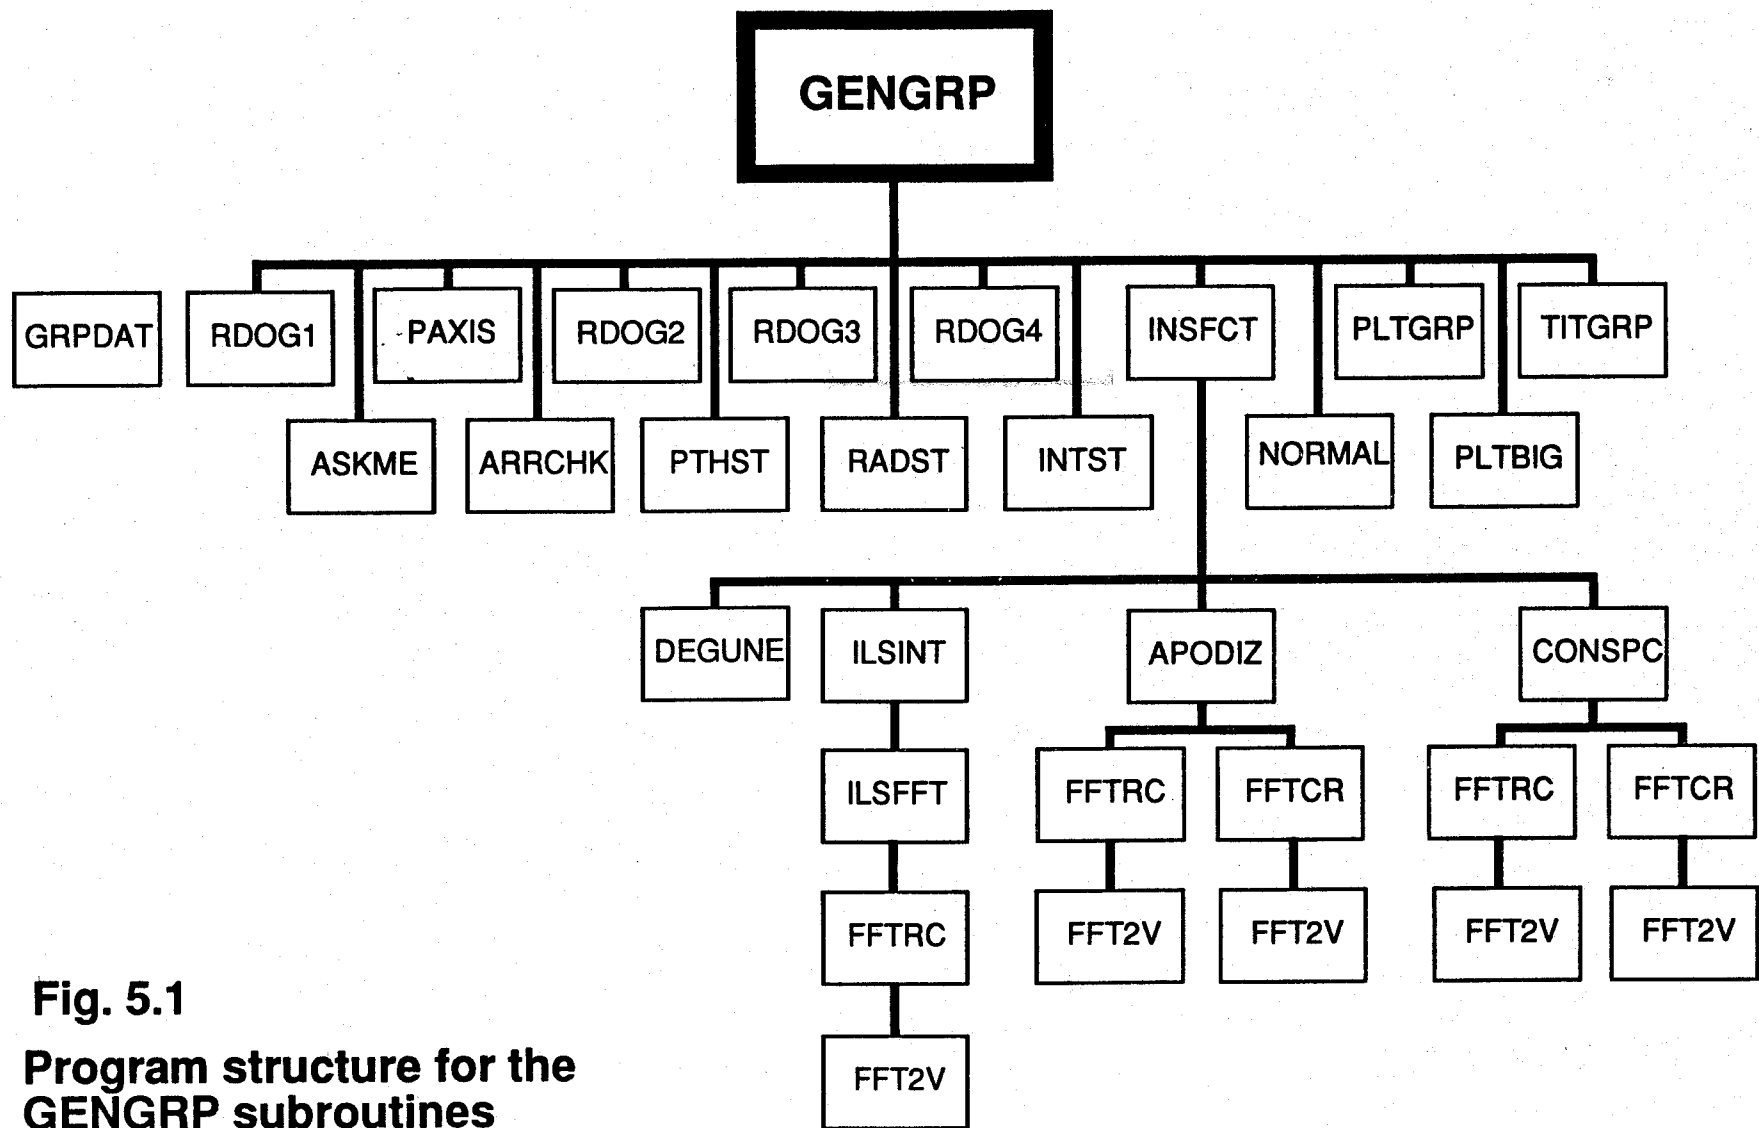 GENGRP
GRPDAT
RDOG1
PAXIS
RDOG2
RDOG3
RDOG4
INSFCT
PLTGRP
TITGRP
ASKME
ARRCHK
PTHST
RADST
INTST
NORMAL
PLTBIG
DEGUNE
ILSINT
APODIZ
CONSPC
ILSFFT
FFTRC
FFTCR
FFTRC
FFTCR
FFTRC
FFT2V
FFT2V
FFT2V
FFT2V
FFT2V
Fig. 5.1
Program structure for the
GENGRP subroutines